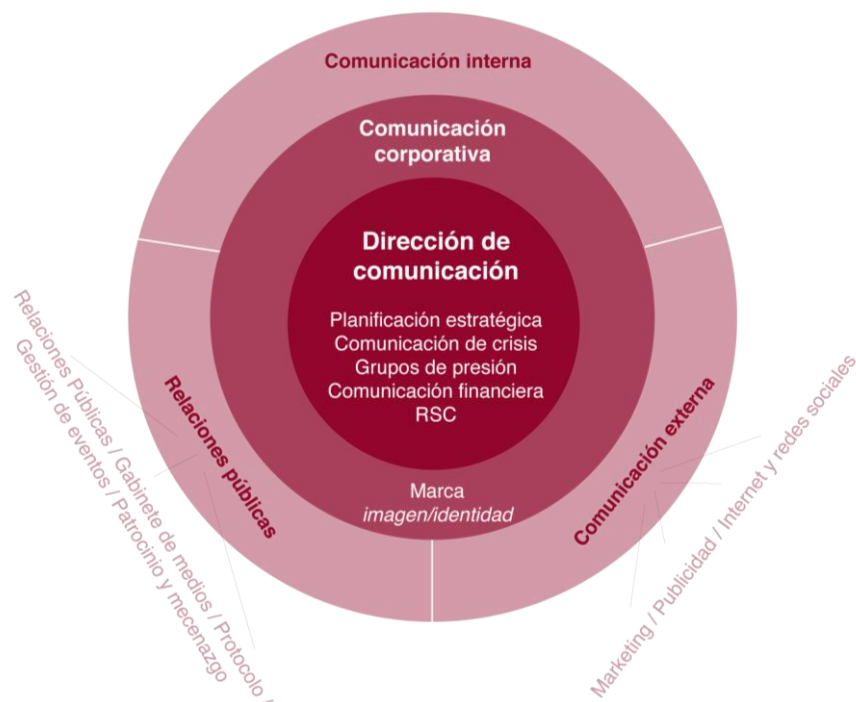 Comunicación interna
Comunicación
corporativa
Dirección de
comunicación
Planificación estratégica
Comunicación de crisis
Grupos de presión
Comunicación financiera
RSC
Marca
imagen/identidad
Relaciones públicas
Relaciones Públicas / Gabinete de medios / Protocolo /
Gestión de eventos / Patrocinio y mecenazgo
Comunicación externa
Marketing / Publicidad / Internet y redes sociales